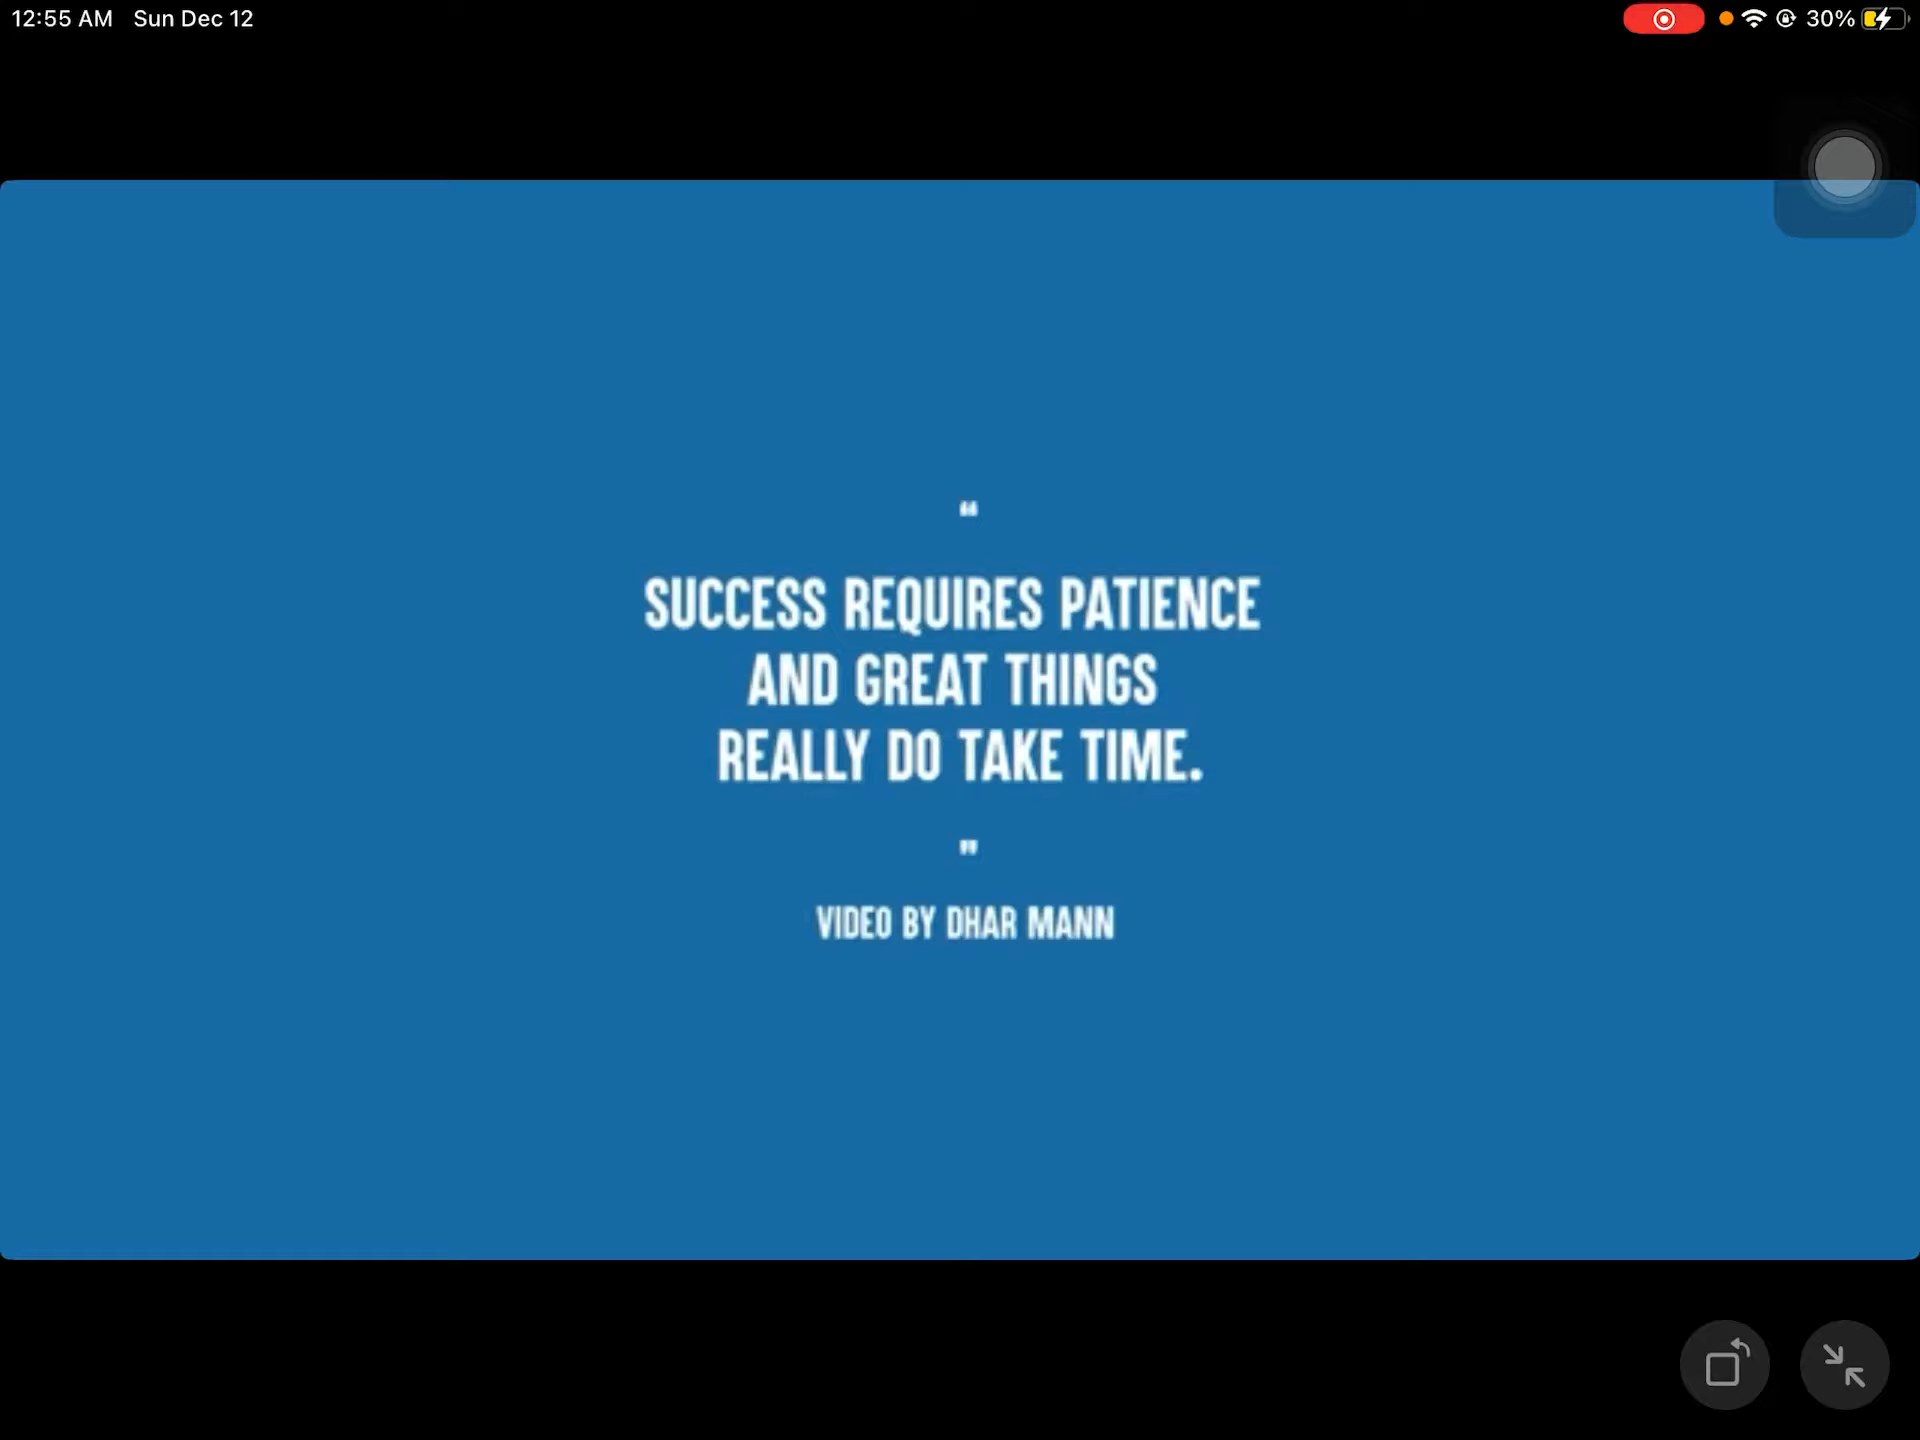 12:55 AM Sun Dec 12 30%
“
SUCCESS REQUIRES PATIENCE
AND GREAT THINGS
REALLY DO TAKE TIME.
”
VIDEO BY DHAR MANN